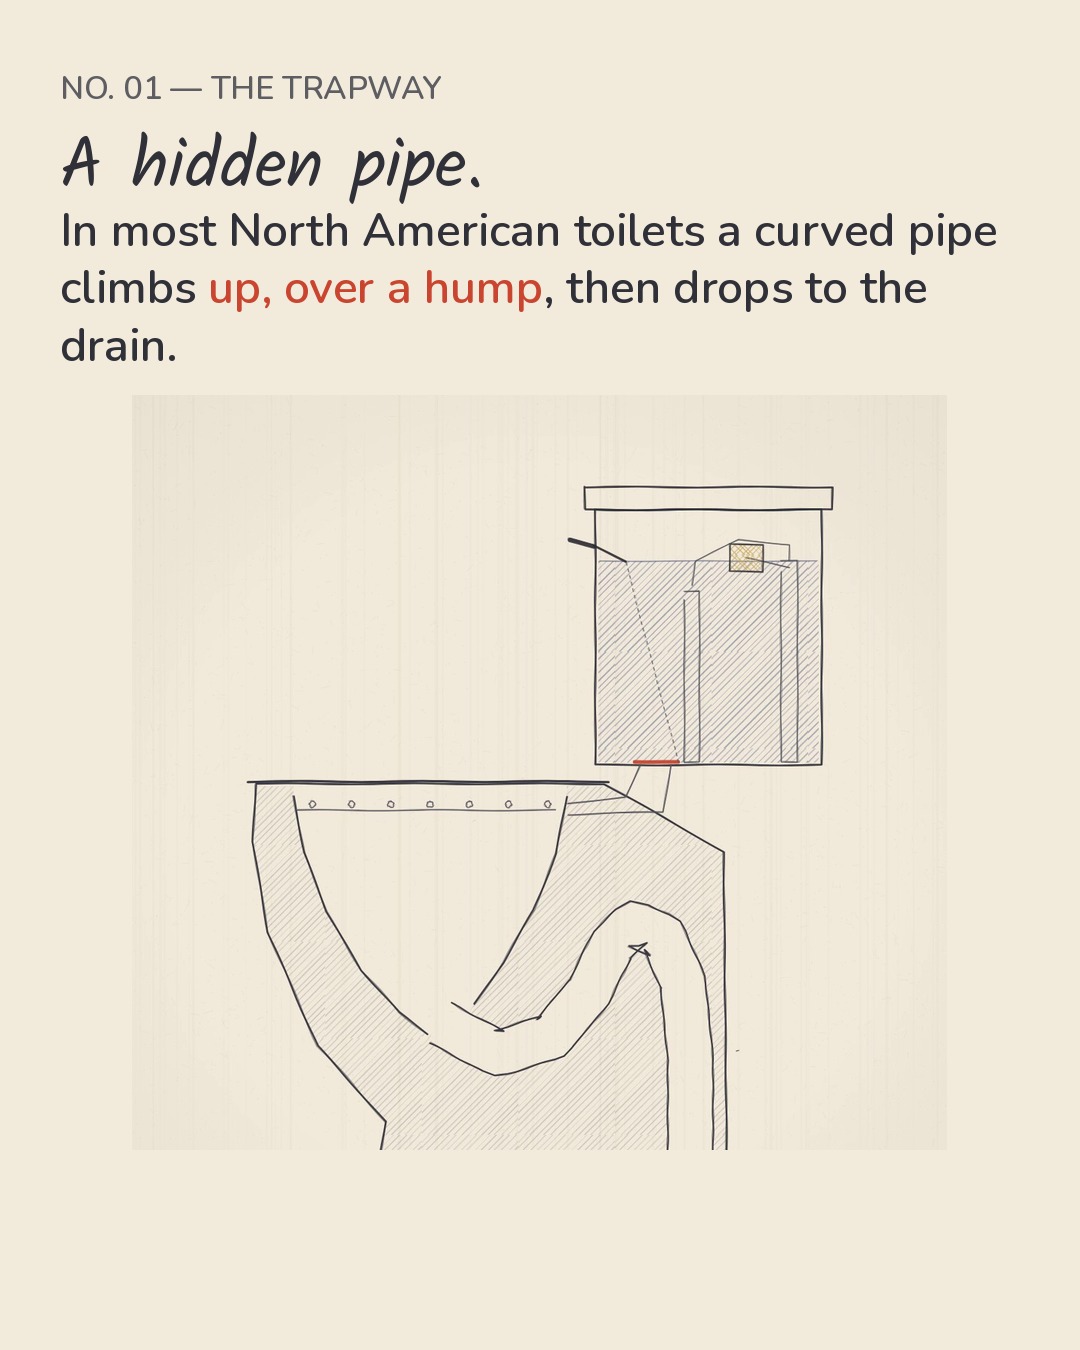 NO. 01 — THE TRAPWAY
A hidden pipe.
In most North American toilets a curved pipe
climbs up, over a hump, then drops to the
drain.